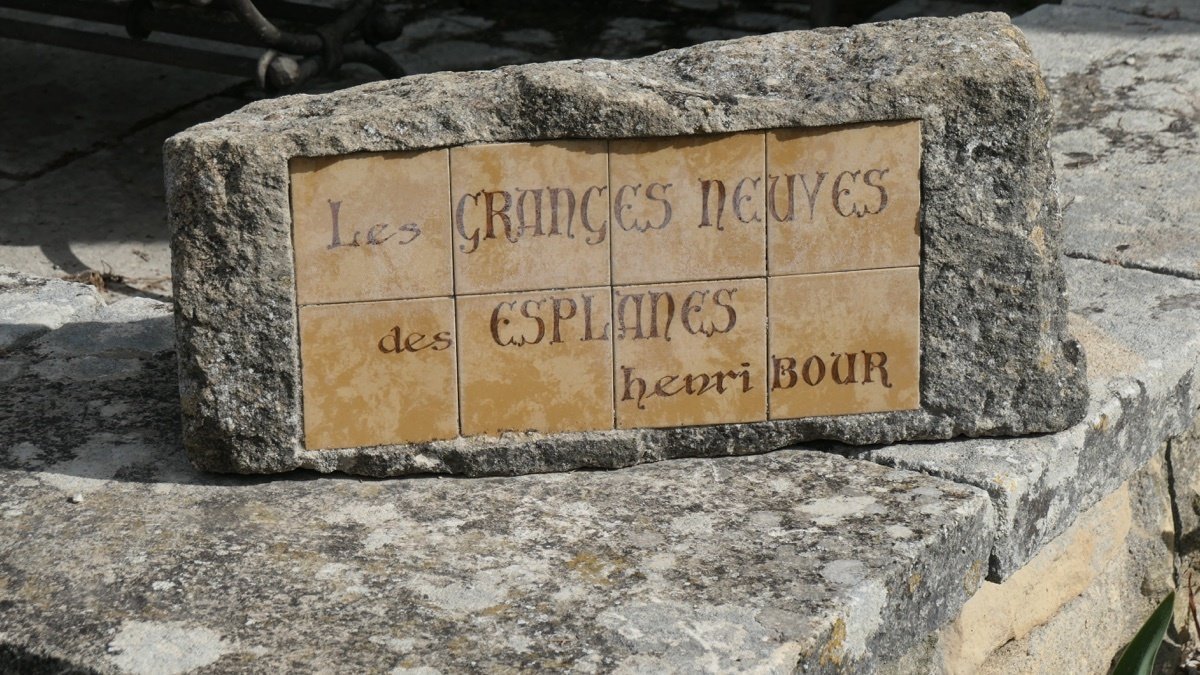 Les GRANGES NEUVES
des ESPLANES
henri BOUR